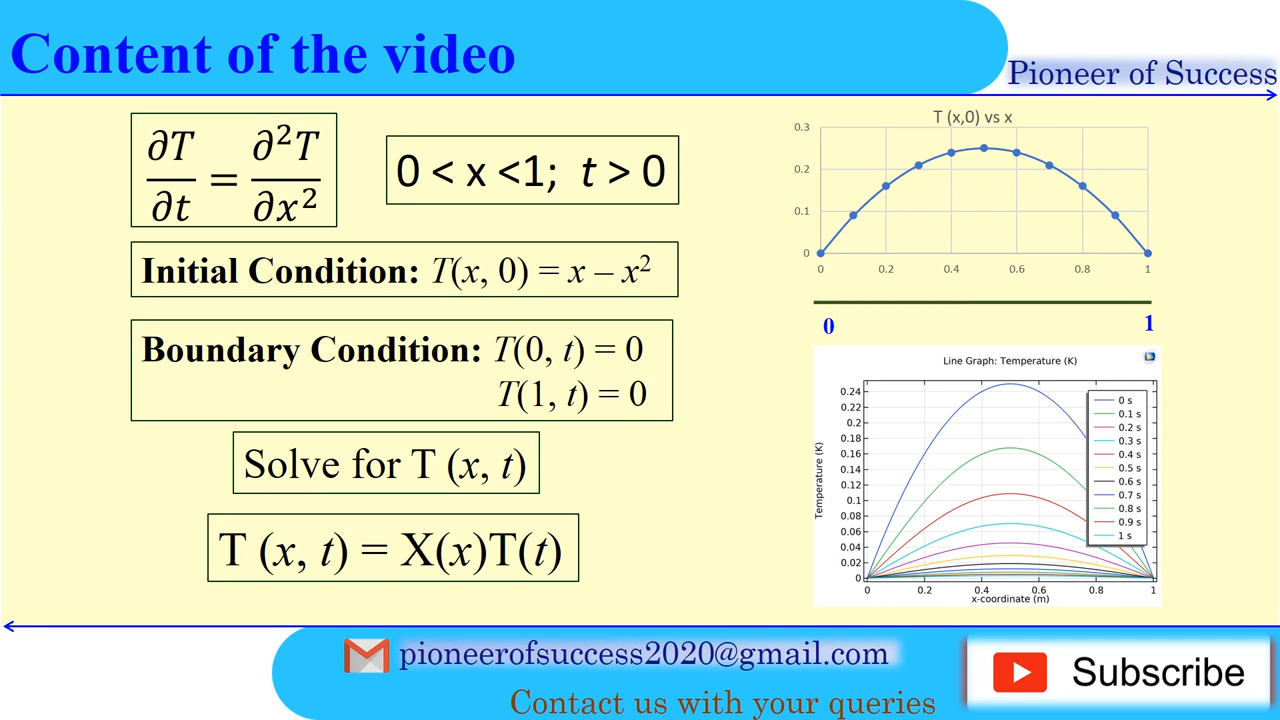 Content of the video
Pioneer of Success
∂T/∂t = ∂²T/∂x²
0 < x <1; t > 0
Initial Condition: T(x, 0) = x – x²
Boundary Condition: T(0, t) = 0
T(1, t) = 0
Solve for T (x, t)
T (x, t) = X(x)T(t)
T (x,0) vs x
0.3
0.2
0.1
0
0 0.2 0.4 0.6 0.8 1
0 1
Line Graph: Temperature (K)
Temperature (K)
0.24
0.22
0.2
0.18
0.16
0.14
0.12
0.1
0.08
0.06
0.04
0.02
0
0 0.2 0.4 0.6 0.8 1
x-coordinate (m)
0 s
0.1 s
0.2 s
0.3 s
0.4 s
0.5 s
0.6 s
0.7 s
0.8 s
0.9 s
1 s
pioneerofsuccess2020@gmail.com
Contact us with your queries
Subscribe